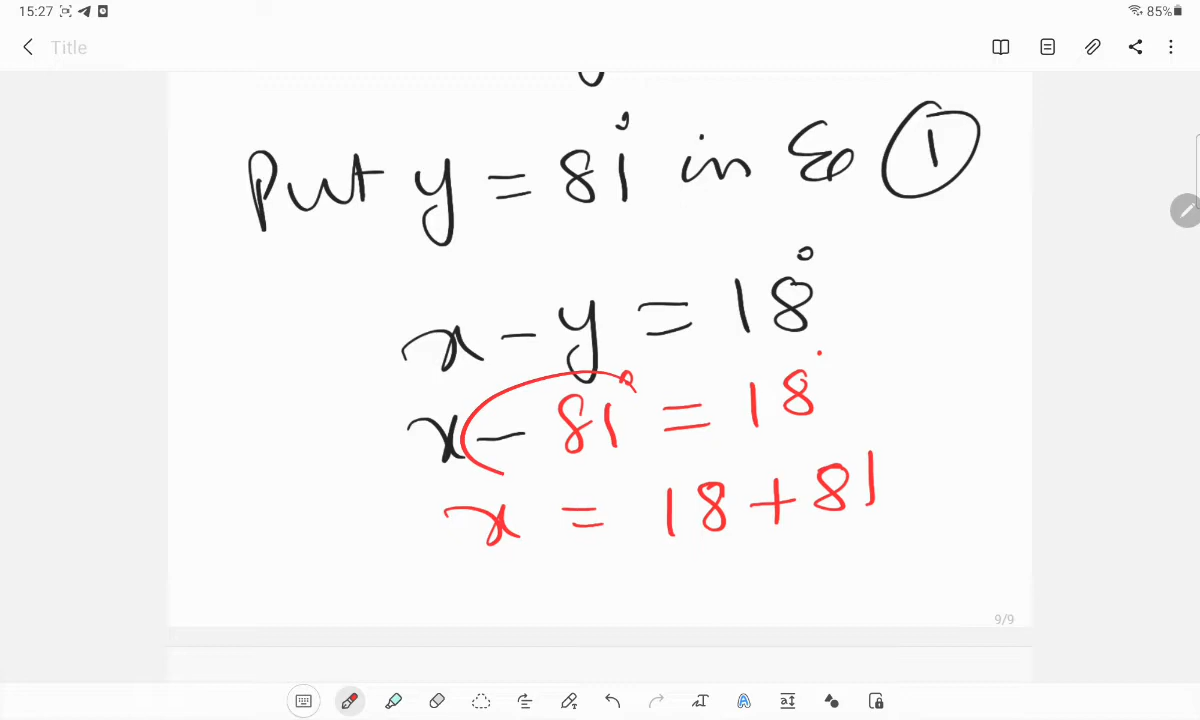 15:27 85%
Title
Put y = 81° in Eq ①
x - y = 18°
x - 81° = 18°
x = 18 + 81
9/9